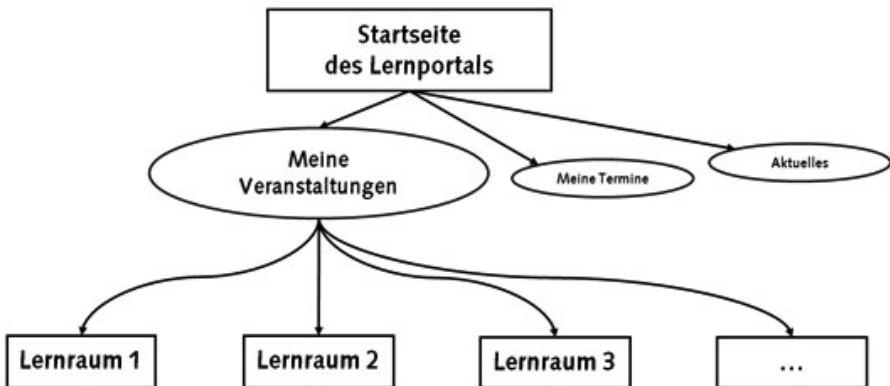 Startseite
des Lernportals
Meine
Veranstaltungen
Meine Termine
Aktuelles
Lernraum 1
Lernraum 2
Lernraum 3
...